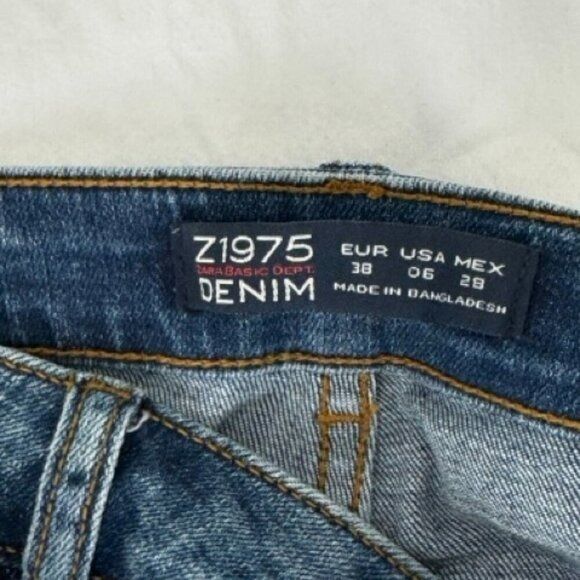 Z1975
ZARA BASIC DEPT.
DENIM
EUR USA MEX
38 06 28
MADE IN BANGLADESH